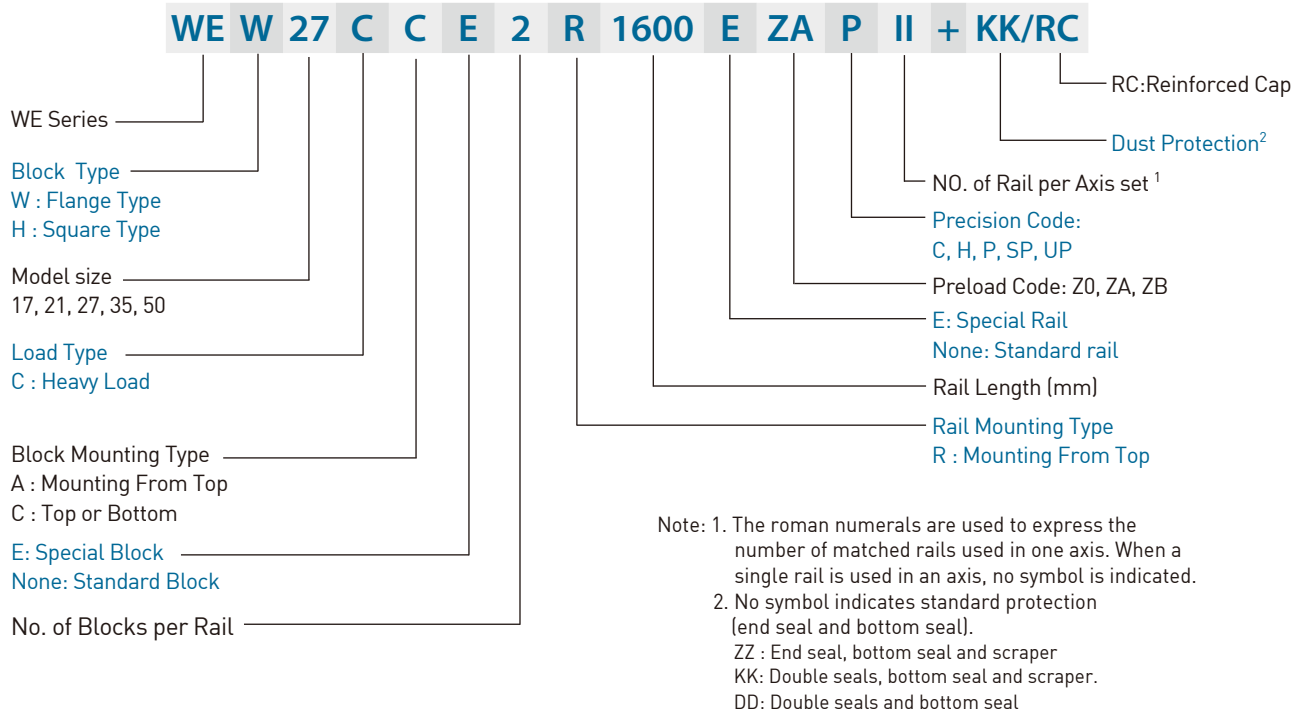 WE W 27 C C E 2 R 1600 E ZA P II + KK/RC
WE Series
Block Type
W : Flange Type
H : Square Type
Model size
17, 21, 27, 35, 50
Load Type
C : Heavy Load
Block Mounting Type
A : Mounting From Top
C : Top or Bottom
E: Special Block
None: Standard Block
No. of Blocks per Rail
RC:Reinforced Cap
Dust Protection2
NO. of Rail per Axis set 1
Precision Code:
C, H, P, SP, UP
Preload Code: Z0, ZA, ZB
E: Special Rail
None: Standard rail
Rail Length (mm)
Rail Mounting Type
R : Mounting From Top
Note: 1. The roman numerals are used to express the
number of matched rails used in one axis. When a
single rail is used in an axis, no symbol is indicated.
2. No symbol indicates standard protection
(end seal and bottom seal).
ZZ : End seal, bottom seal and scraper
KK: Double seals, bottom seal and scraper.
DD: Double seals and bottom seal